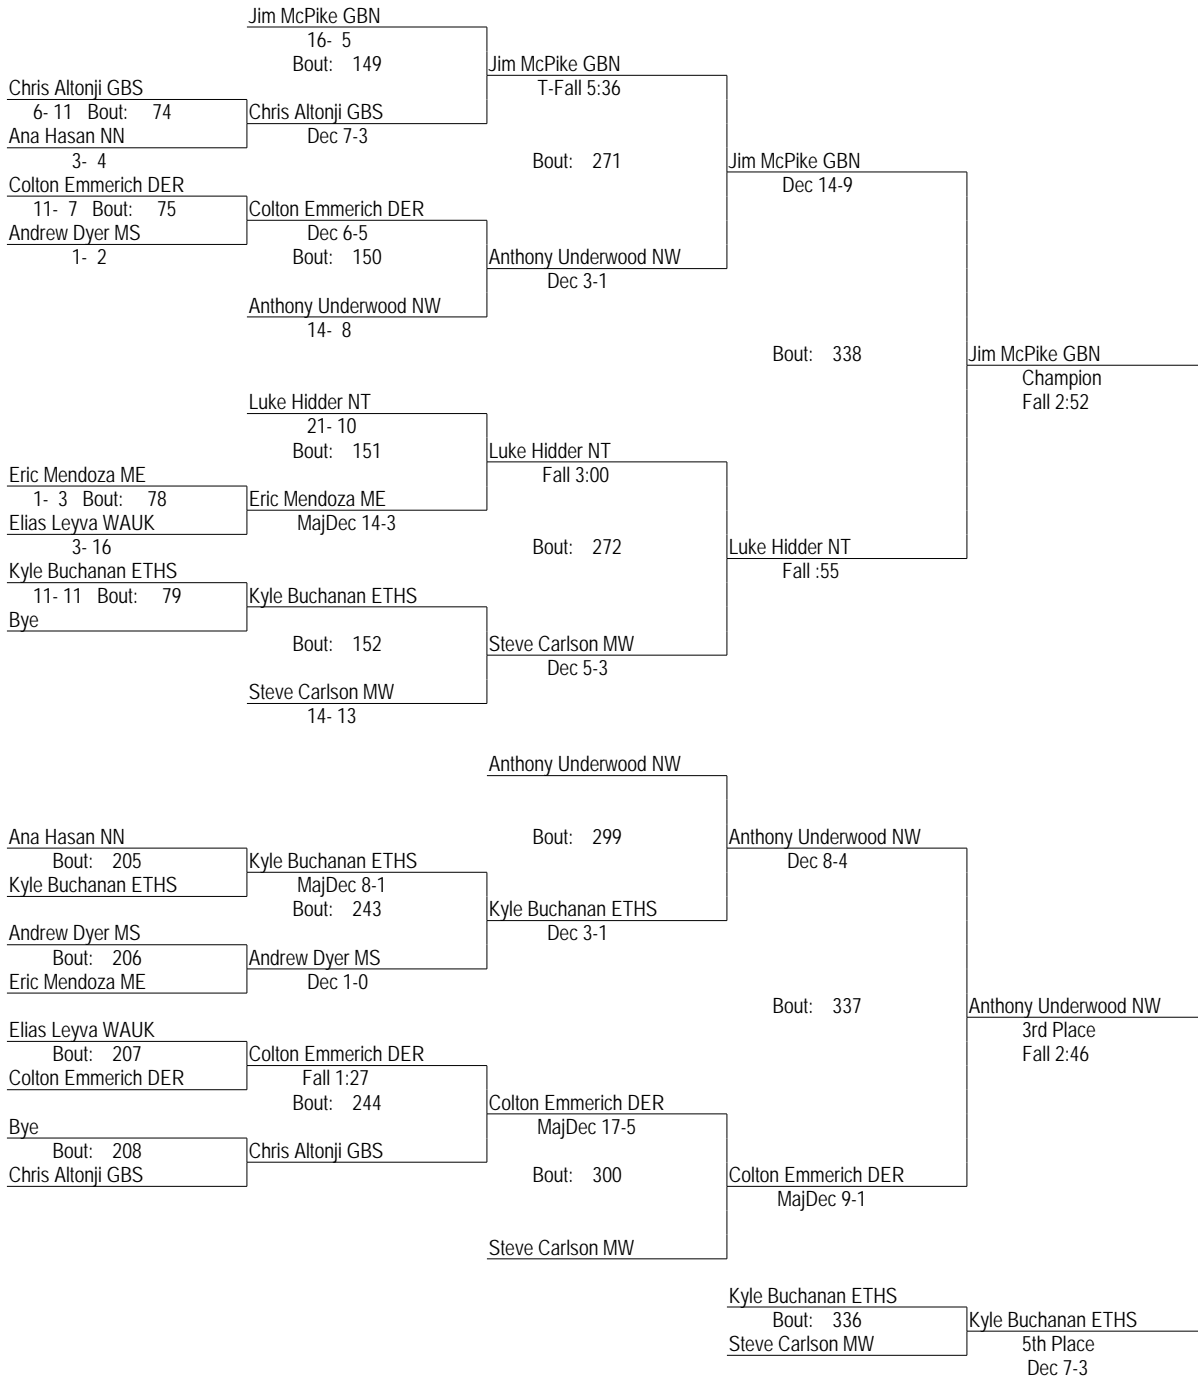 Jim McPike GBN
16- 5
Bout: 149
Jim McPike GBN
T-Fall 5:36
Chris Altonji GBS
6- 11 Bout: 74
Chris Altonji GBS
Dec 7-3
Ana Hasan NN
3- 4
Bout: 271
Jim McPike GBN
Dec 14-9
Colton Emmerich DER
11- 7 Bout: 75
Colton Emmerich DER
Dec 6-5
Andrew Dyer MS
1- 2
Bout: 150
Anthony Underwood NW
Dec 3-1
Anthony Underwood NW
14- 8
Bout: 338
Jim McPike GBN
Champion
Fall 2:52
Luke Hidder NT
21- 10
Bout: 151
Luke Hidder NT
Fall 3:00
Eric Mendoza ME
1- 3 Bout: 78
Eric Mendoza ME
MajDec 14-3
Elias Leyva WAUK
3- 16
Bout: 272
Luke Hidder NT
Fall :55
Kyle Buchanan ETHS
11- 11 Bout: 79
Kyle Buchanan ETHS
Bye
Bout: 152
Steve Carlson MW
Dec 5-3
Steve Carlson MW
14- 13
Anthony Underwood NW
Bout: 299
Anthony Underwood NW
Dec 8-4
Ana Hasan NN
Bout: 205
Kyle Buchanan ETHS
Kyle Buchanan ETHS
MajDec 8-1
Bout: 243
Kyle Buchanan ETHS
Dec 3-1
Andrew Dyer MS
Bout: 206
Eric Mendoza ME
Andrew Dyer MS
Dec 1-0
Bout: 337
Anthony Underwood NW
3rd Place
Fall 2:46
Elias Leyva WAUK
Bout: 207
Colton Emmerich DER
Colton Emmerich DER
Fall 1:27
Bout: 244
Colton Emmerich DER
MajDec 17-5
Bye
Bout: 208
Chris Altonji GBS
Chris Altonji GBS
Bout: 300
Colton Emmerich DER
MajDec 9-1
Steve Carlson MW
Kyle Buchanan ETHS
Bout: 336
Steve Carlson MW
Kyle Buchanan ETHS
5th Place
Dec 7-3